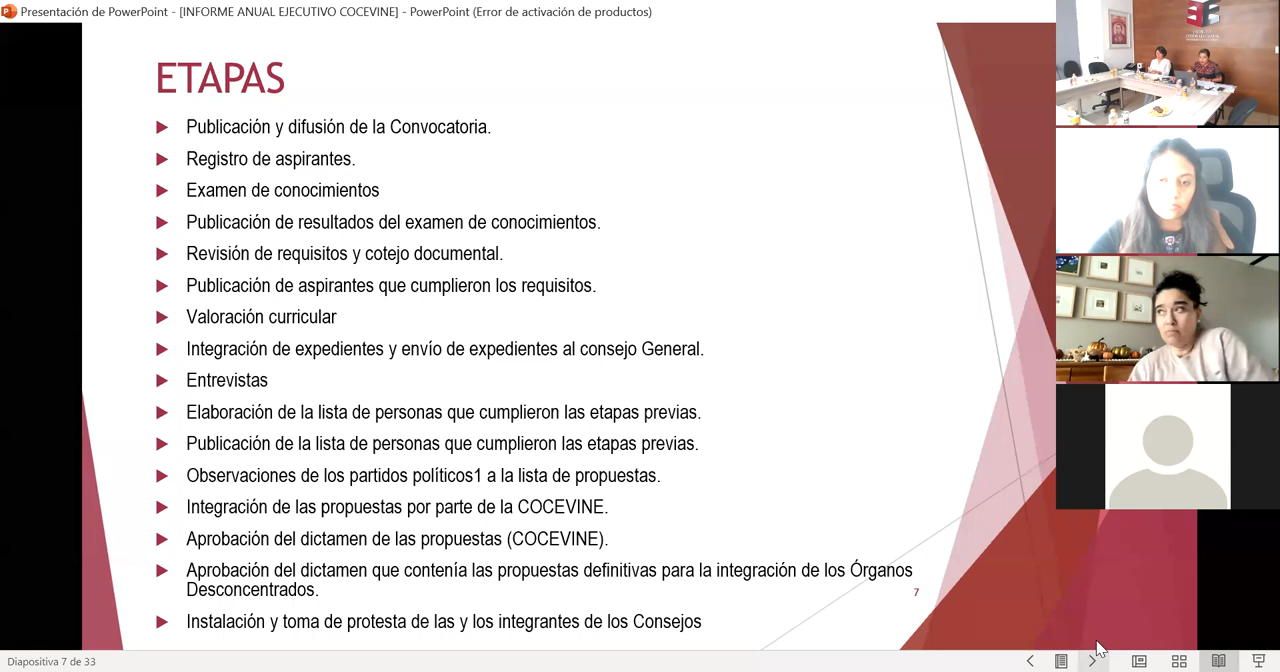 Presentación de PowerPoint - [INFORME ANUAL EJECUTIVO COCEVINE] - PowerPoint (Error de activación de productos)
ETAPAS
Publicación y difusión de la Convocatoria.
Registro de aspirantes.
Examen de conocimientos
Publicación de resultados del examen de conocimientos.
Revisión de requisitos y cotejo documental.
Publicación de aspirantes que cumplieron los requisitos.
Valoración curricular
Integración de expedientes y envío de expedientes al consejo General.
Entrevistas
Elaboración de la lista de personas que cumplieron las etapas previas.
Publicación de la lista de personas que cumplieron las etapas previas.
Observaciones de los partidos políticos1 a la lista de propuestas.
Integración de las propuestas por parte de la COCEVINE.
Aprobación del dictamen de las propuestas (COCEVINE).
Aprobación del dictamen que contenía las propuestas definitivas para la integración de los Órganos
Desconcentrados.
7
Instalación y toma de protesta de las y los integrantes de los Consejos
Diapositiva 7 de 33